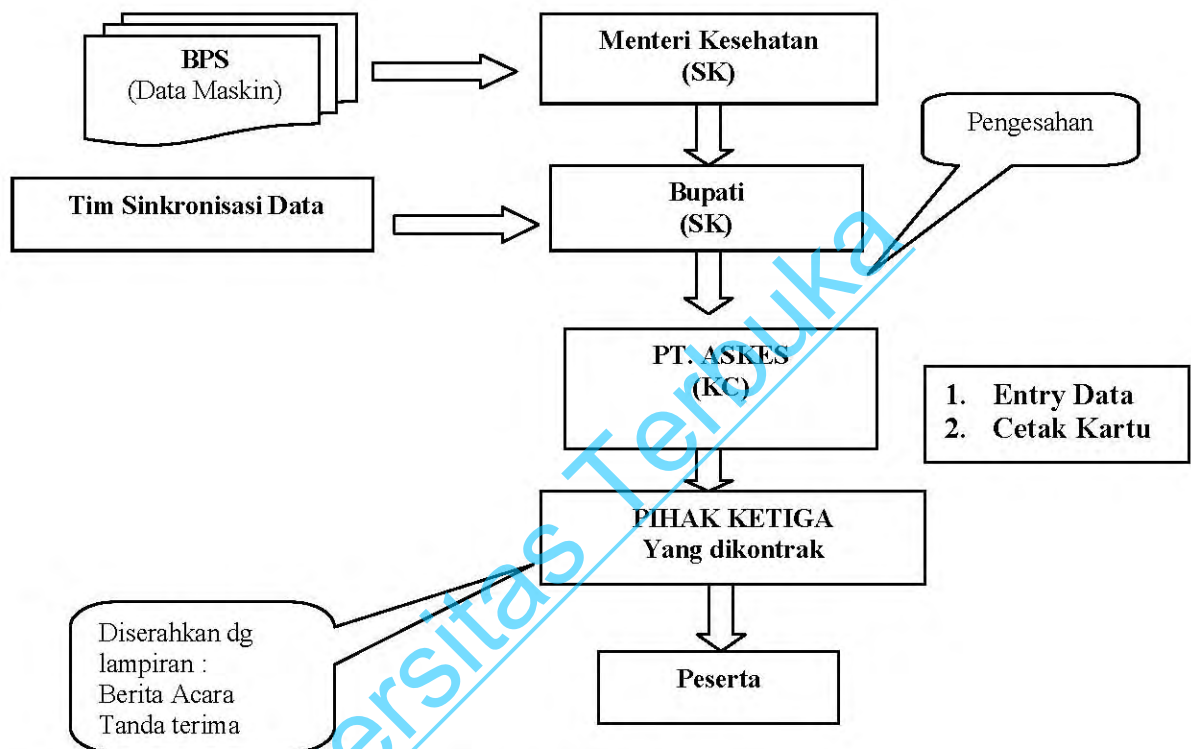 BPS
(Data Maskin)
Menteri Kesehatan
(SK)
Pengesahan
Tim Sinkronisasi Data
Bupati
(SK)
PT. ASKES
(KC)
1. Entry Data
2. Cetak Kartu
PIHAK KETIGA
Yang dikontrak
Diserahkan dg
lampiran :
Berita Acara
Tanda terima
Peserta
ersitas Terbuka